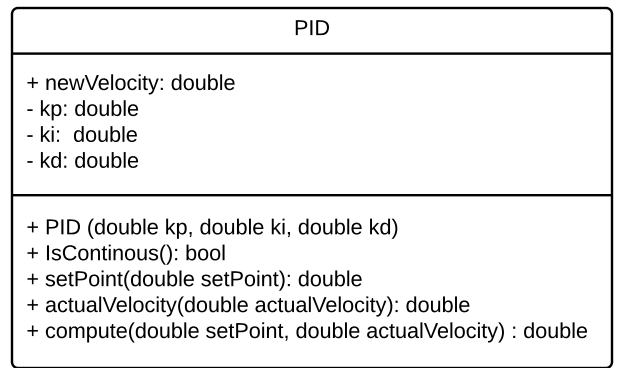 PID
+ newVelocity: double
- kp: double
- ki:  double
- kd: double
+ PID (double kp, double ki, double kd)
+ IsContinous(): bool
+ setPoint(double setPoint): double
+ actualVelocity(double actualVelocity): double
+ compute(double setPoint, double actualVelocity) : double